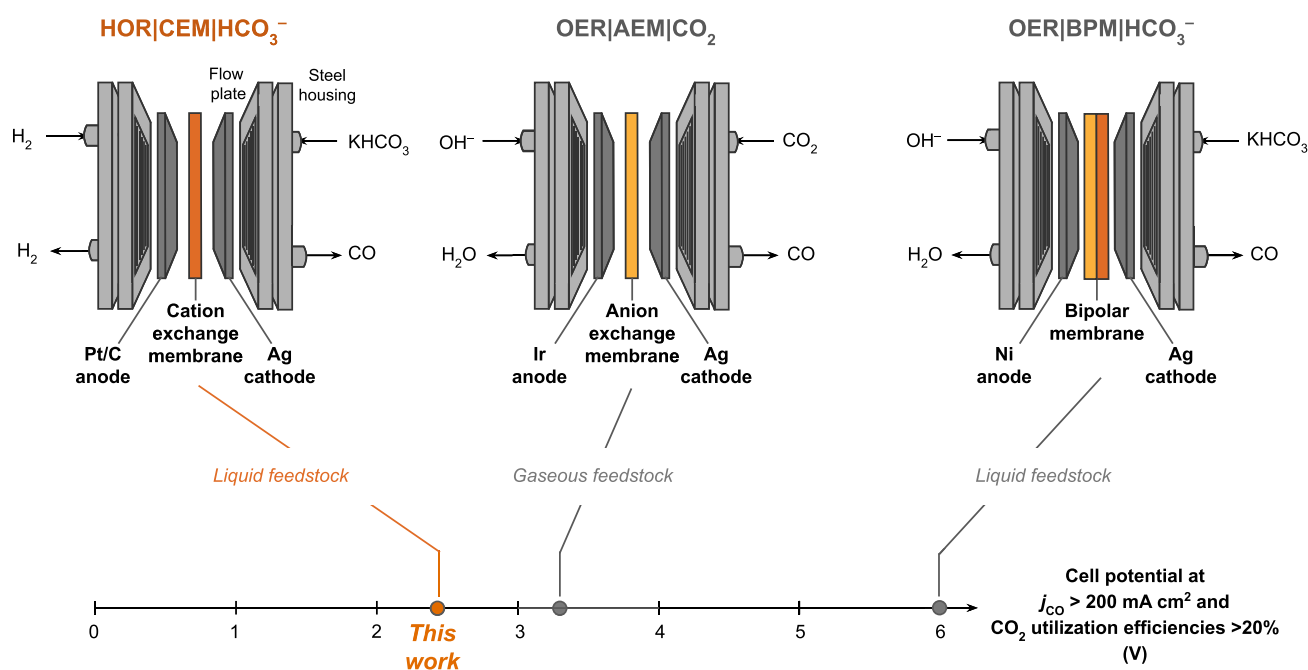 HOR|CEM|HCO₃⁻
OER|AEM|CO₂
OER|BPM|HCO₃⁻
Flow
plate
Steel
housing
H₂
KHCO₃
H₂
CO
Cation
exchange
membrane
Pt/C
anode
Ag
cathode
OH⁻
CO₂
H₂O
CO
Anion
exchange
membrane
Ir
anode
Ag
cathode
OH⁻
KHCO₃
H₂O
CO
Bipolar
membrane
Ni
anode
Ag
cathode
Liquid feedstock
Gaseous feedstock
Liquid feedstock
0
1
2
This
work
3
4
5
6
Cell potential at
j_CO > 200 mA cm² and
CO₂ utilization efficiencies >20%
(V)